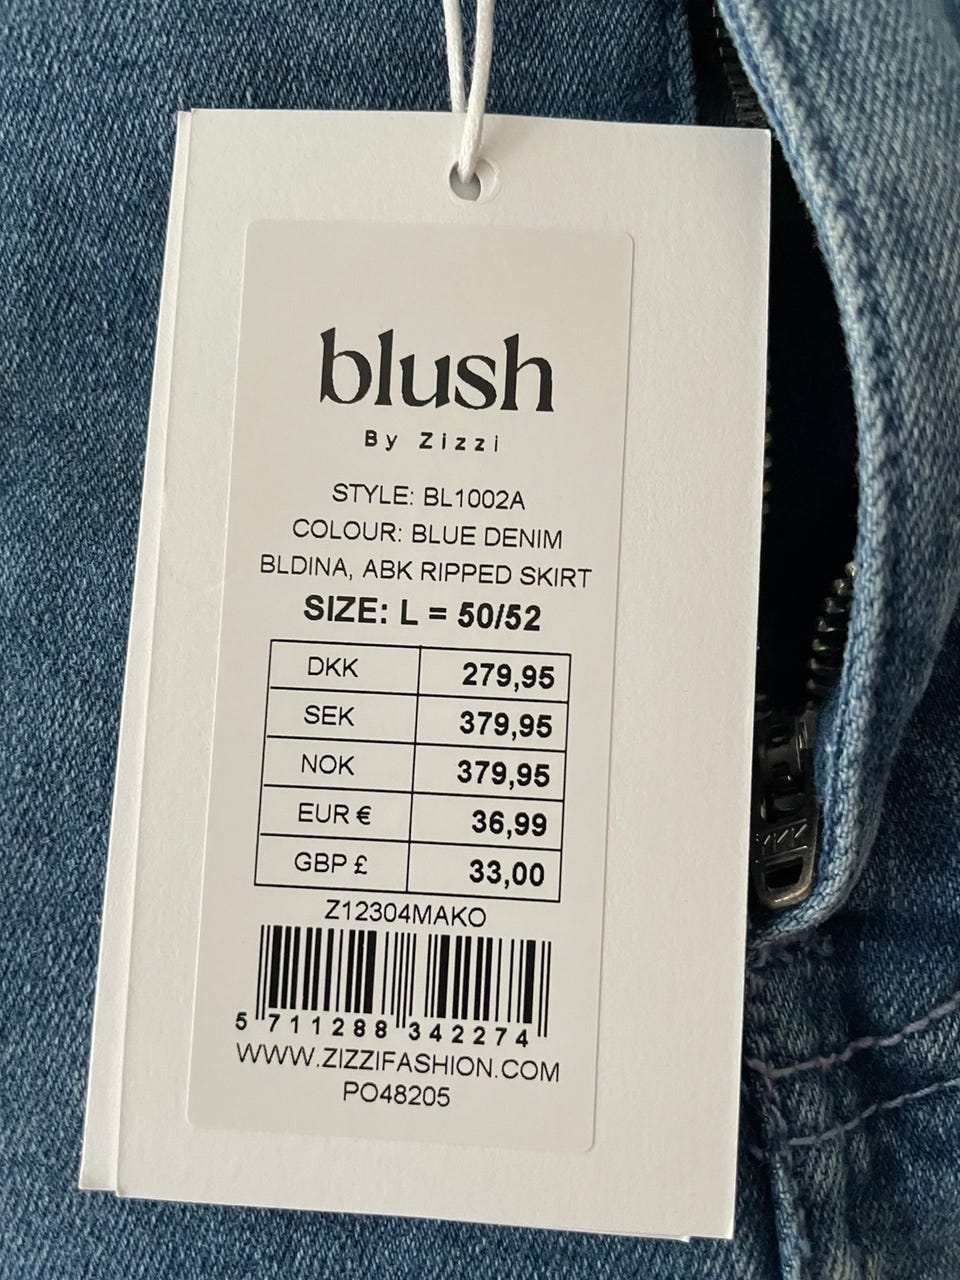 blush
By Zizzi
STYLE: BL1002A
COLOUR: BLUE DENIM
BLDINA, ABK RIPPED SKIRT
SIZE: L = 50/52
DKK 279,95
SEK 379,95
NOK 379,95
EUR € 36,99
GBP £ 33,00
Z12304MAKO
5 711288 342274
WWW.ZIZZIFASHION.COM
PO48205
YKK